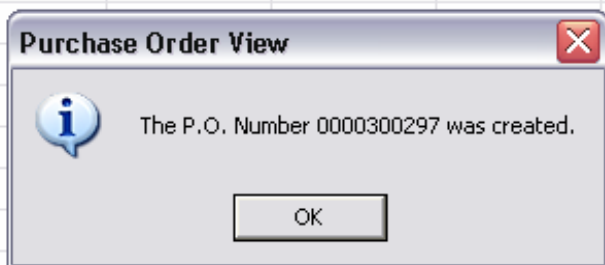 Purchase Order View
The P.O. Number 0000300297 was created.
OK